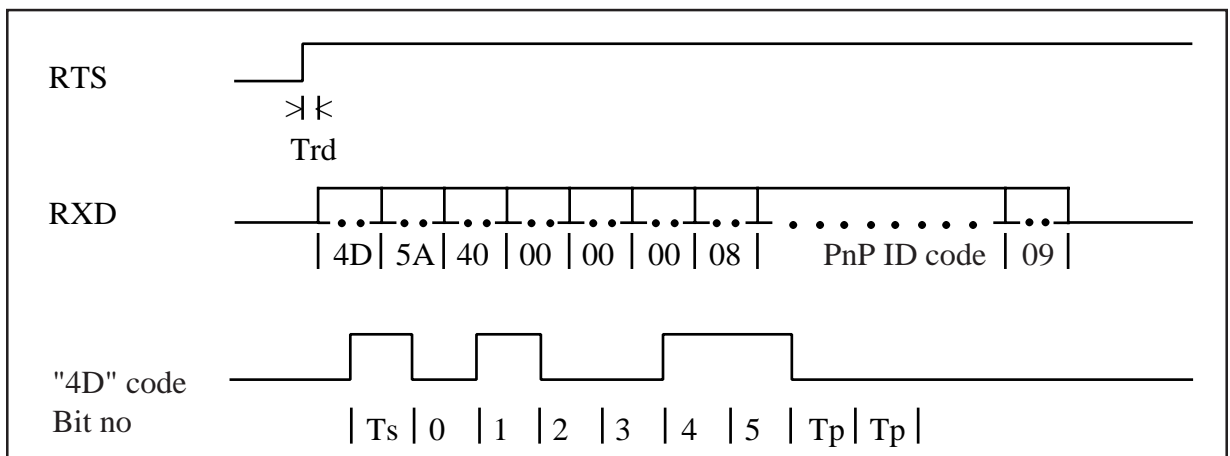 RTS
Trd
RXD
4D 5A 40 00 00 00 08 PnP ID code 09
"4D" code
Bit no Ts 0 1 2 3 4 5 Tp Tp